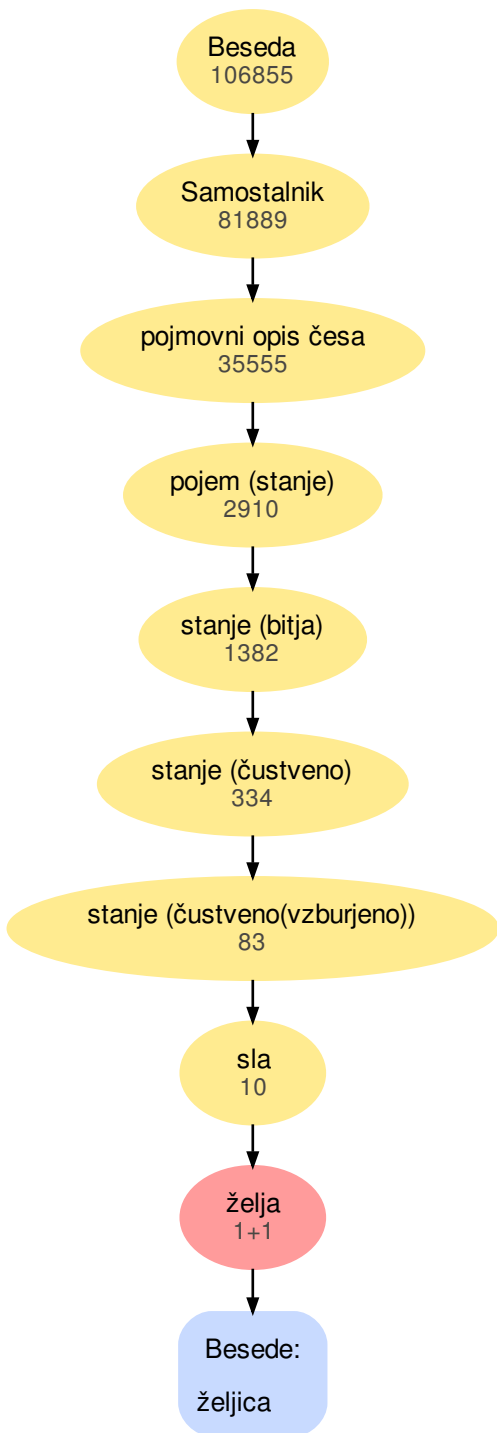 Beseda
106855
Samostalnik
81889
pojmovni opis česa
35555
pojem (stanje)
2910
stanje (bitja)
1382
stanje (čustveno)
334
stanje (čustveno(vzburjeno))
83
sla
10
želja
1+1
Besede:
željica